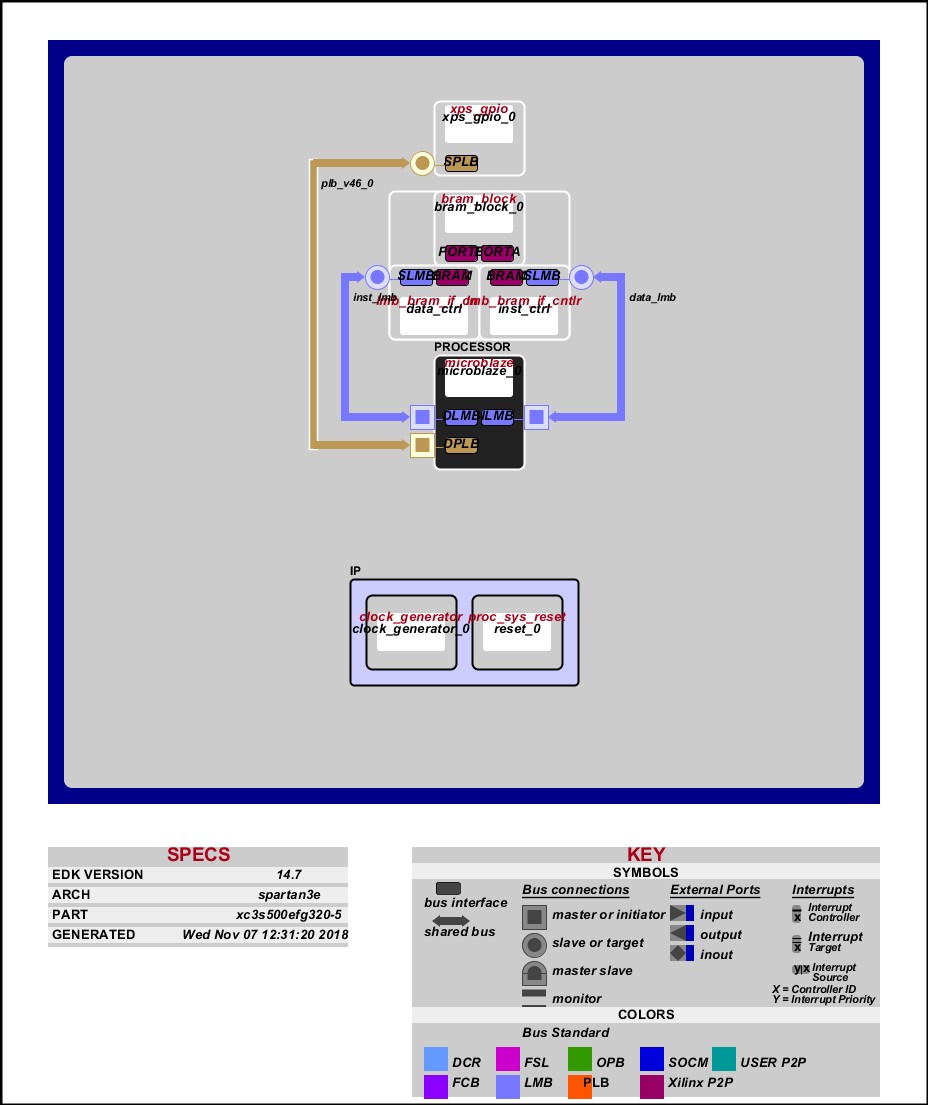 xps_gpio
xps_gpio_0
SPLB
plb_v46_0
bram_block
bram_block_0
PORTB PORTA
SLMB BRAM BRAM SLMB
inst_lmb lmb_bram_if_cntlr lmb_bram_if_cntlr data_lmb
data_ctrl inst_ctrl
PROCESSOR
microblaze
microblaze_0
DLMB ILMB
DPLB
IP
clock_generator proc_sys_reset
clock_generator_0 reset_0
SPECS
EDK VERSION 14.7
ARCH spartan3e
PART xc3s500efg320-5
GENERATED Wed Nov 07 12:31:20 2018
KEY
SYMBOLS
bus interface
shared bus
Bus connections
master or initiator
slave or target
master slave
monitor
External Ports
input
output
inout
Interrupts
x Interrupt
Controller
x Interrupt
Target
y x Interrupt
Source
X = Controller ID
Y = Interrupt Priority
COLORS
Bus Standard
DCR FSL OPB SOCM USER P2P
FCB LMB PLB Xilinx P2P